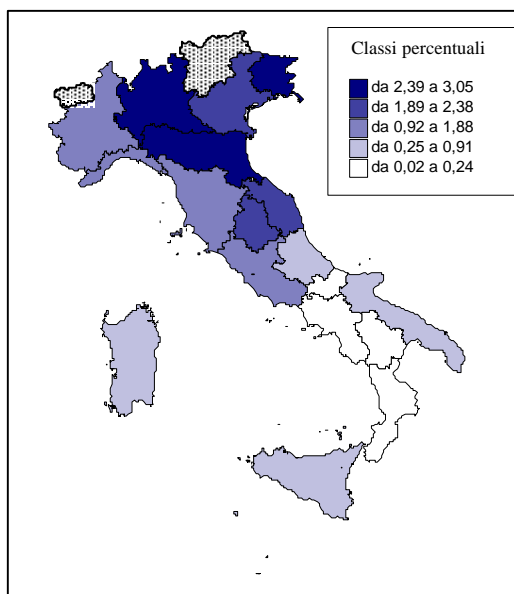 Classi percentuali
da 2,39 a 3,05
da 1,89 a 2,38
da 0,92 a 1,88
da 0,25 a 0,91
da 0,02 a 0,24